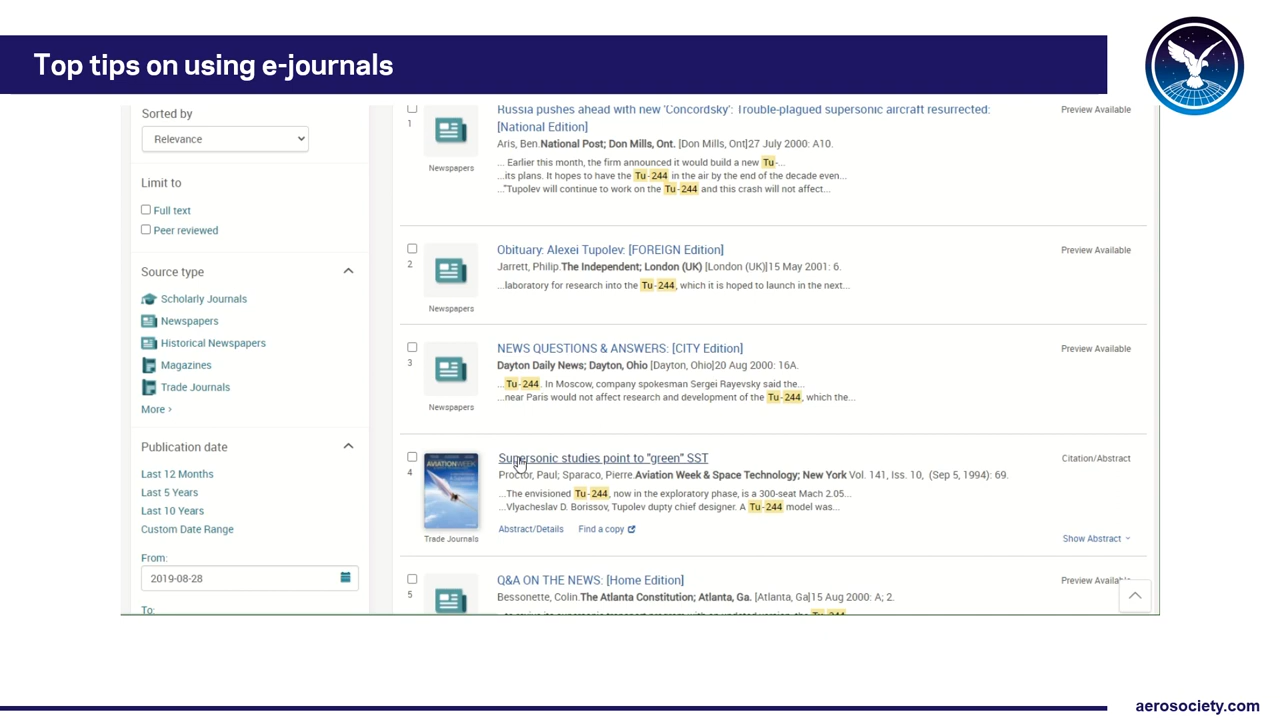 Top tips on using e-journals
Sorted by
Relevance
Limit to
Full text
Peer reviewed
Source type
Scholarly Journals
Newspapers
Historical Newspapers
Magazines
Trade Journals
More ›
Publication date
Last 12 Months
Last 5 Years
Last 10 Years
Custom Date Range
From:
2019-08-28
To:
1
Newspapers
Russia pushes ahead with new 'Concordsky': Trouble-plagued supersonic aircraft resurrected:
[National Edition]
Aris, Ben.National Post; Don Mills, Ont. [Don Mills, Ont]27 July 2000: A10.
... Earlier this month, the firm announced it would build a new Tu-...
...its plans. It hopes to have the Tu-244 in the air by the end of the decade even...
..."Tupolev will continue to work on the Tu-244 and this crash will not affect...
Preview Available
2
Newspapers
Obituary: Alexei Tupolev: [FOREIGN Edition]
Jarrett, Philip.The Independent; London (UK) [London (UK)]15 May 2001: 6.
...laboratory for research into the Tu-244, which it is hoped to launch in the next...
Preview Available
3
Newspapers
NEWS QUESTIONS & ANSWERS: [CITY Edition]
Dayton Daily News; Dayton, Ohio [Dayton, Ohio]20 Aug 2000: 16A.
...Tu-244. In Moscow, company spokesman Sergei Rayevsky said the...
...near Paris would not affect research and development of the Tu-244, which the...
Preview Available
4
AVIATION WEEK
Trade Journals
Supersonic studies point to "green" SST
Proctor, Paul; Sparaco, Pierre.Aviation Week & Space Technology; New York Vol. 141, Iss. 10, (Sep 5, 1994): 69.
...The envisioned Tu-244, now in the exploratory phase, is a 300-seat Mach 2.05...
...Vlyacheslav D. Borissov, Tupolev dupty chief designer. A Tu-244 model was...
Abstract/Details Find a copy
Citation/Abstract
Show Abstract
5
Q&A ON THE NEWS: [Home Edition]
Bessonette, Colin.The Atlanta Constitution; Atlanta, Ga. [Atlanta, Ga]15 Aug 2000: A; 2.
Preview Available
aerosociety.com